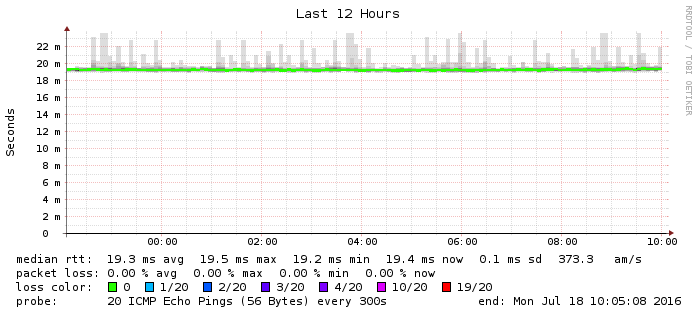 Last 12 Hours
RRDTOOL / TOBI OETIKER
Seconds
22 m
20 m
18 m
16 m
14 m
12 m
10 m
8 m
6 m
4 m
2 m
0
00:00 02:00 04:00 06:00 08:00 10:00
median rtt: 19.3 ms avg 19.5 ms max 19.2 ms min 19.4 ms now 0.1 ms sd 373.3 am/s
packet loss: 0.00 % avg 0.00 % max 0.00 % min 0.00 % now
loss color: 0 1/20 2/20 3/20 4/20 10/20 19/20
probe: 20 ICMP Echo Pings (56 Bytes) every 300s end: Mon Jul 18 10:05:08 2016